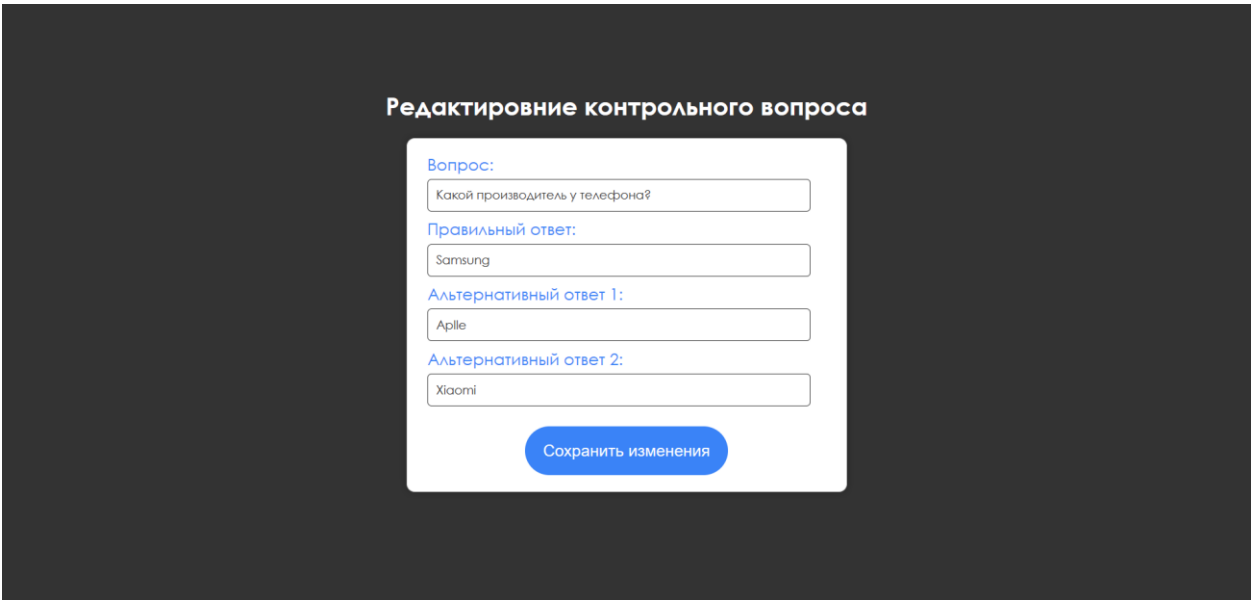 Редактировние контрольного вопроса
Вопрос:
Какой производитель у телефона?
Правильный ответ:
Samsung
Альтернативный ответ 1:
Aplle
Альтернативный ответ 2:
Xiaomi
Сохранить изменения